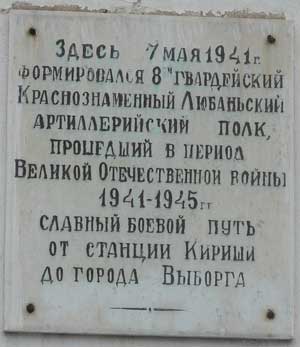 Здесь 7 мая 1941 г.
формировался 8й гвардейский
Краснознаменный Любаньский
артиллерийский полк,
прошедший в период
Великой Отечественной войны
1941-1945 гг
славный боевой путь
от станции Кириши
до города Выборга